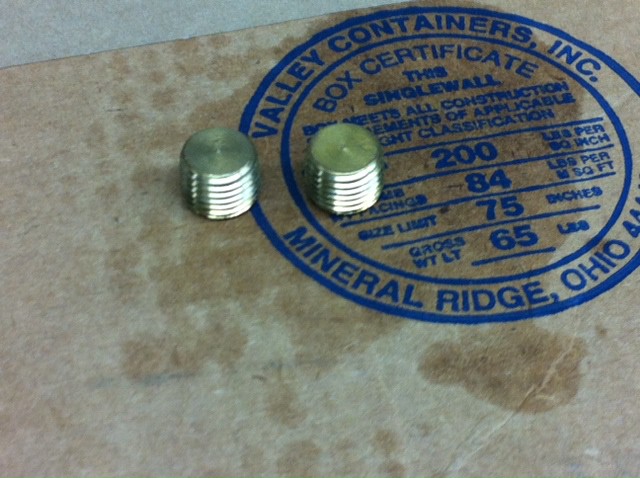 VALLEY CONTAINERS, INC.
BOX CERTIFICATE
THIS
SINGLEWALL
BOX MEETS ALL CONSTRUCTION
REQUIREMENTS OF APPLICABLE
FREIGHT CLASSIFICATION
200 LBS PER SQ INCH
FACINGS 84 LBS PER M SQ FT
SIZE LIMIT 75 INCHES
GROSS WT LT 65 LBS
MINERAL RIDGE, OHIO